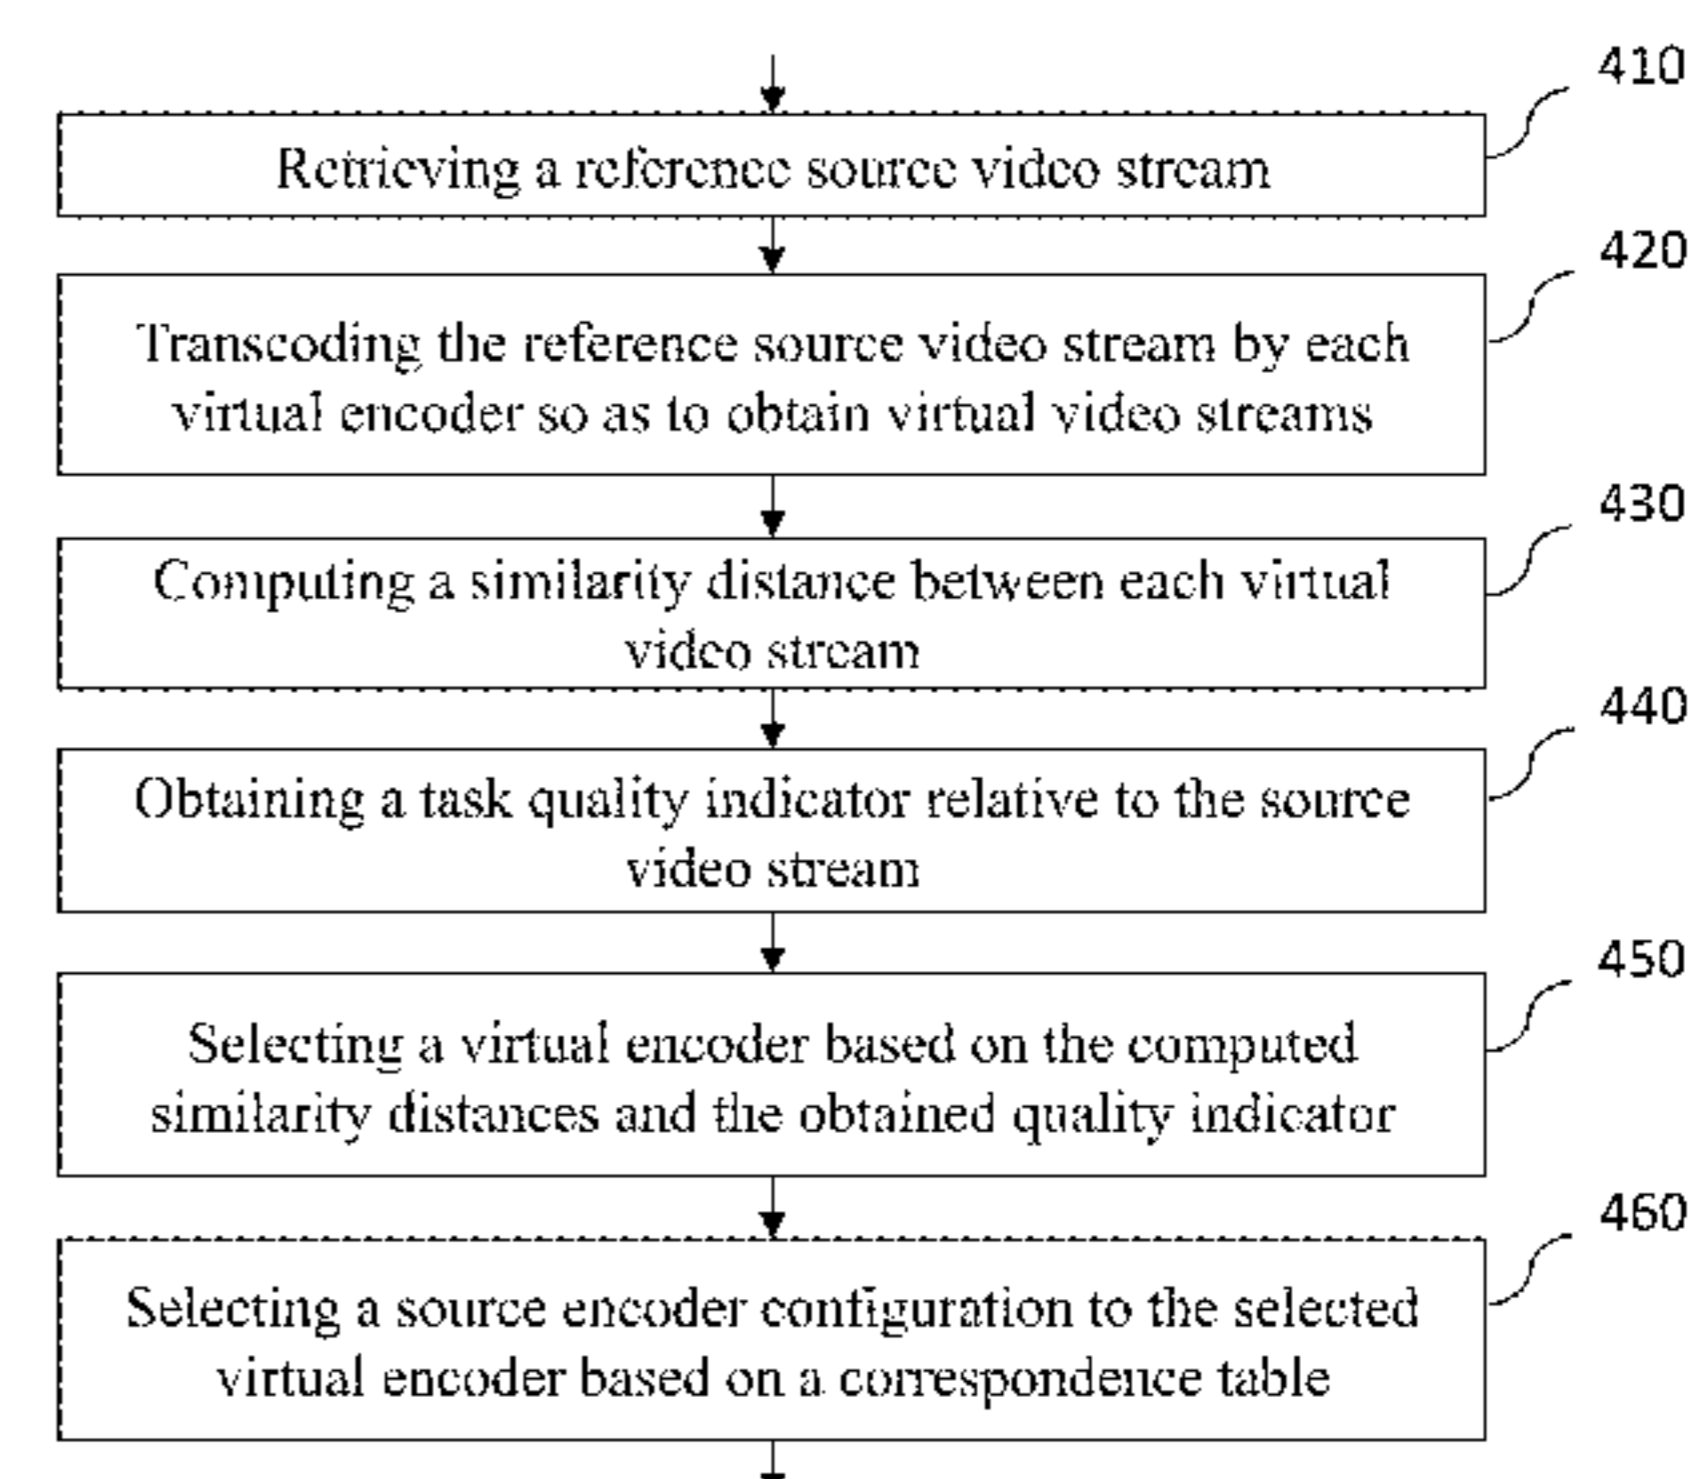 410
Retrieving a reference source video stream
420
Transcoding the reference source video stream by each
virtual encoder so as to obtain virtual video streams
430
Computing a similarity distance between each virtual
video stream
440
Obtaining a task quality indicator relative to the source
video stream
450
Selecting a virtual encoder based on the computed
similarity distances and the obtained quality indicator
460
Selecting a source encoder configuration to the selected
virtual encoder based on a correspondence table